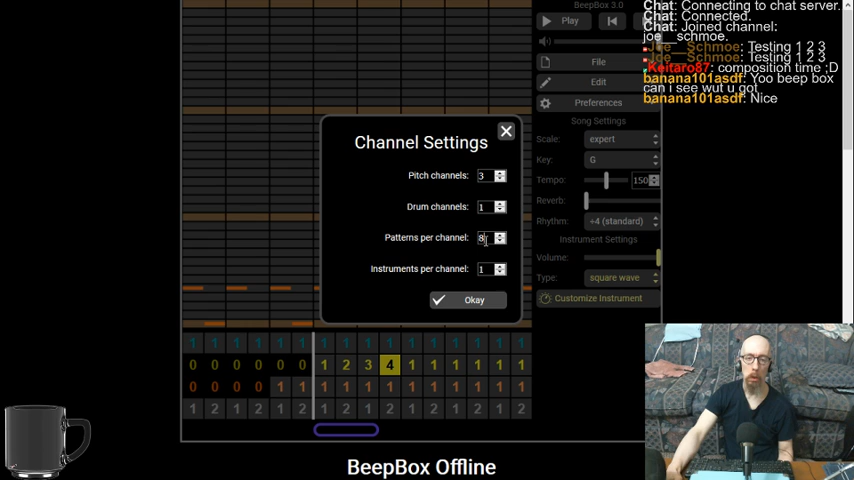 BeepBox 3.0
Play
File
Edit
Preferences
Song Settings
Scale: expert
Key: G
Tempo: 150
Reverb:
Rhythm: ÷4 (standard)
Instrument Settings
Volume:
Type: square wave
Customize Instrument
Channel Settings
Pitch channels: 3
Drum channels: 1
Patterns per channel: 8
Instruments per channel: 1
Okay
1 1 1 1 1 1 1 1 1 1 1 1 1 1 1 1
0 0 0 0 0 0 1 2 3 4 1 1 1 1 1 1
0 0 0 0 1 1 1 1 1 1 1 1 1 1 1 1
1 2 1 2 1 2 1 2 1 2 1 2 1 2 1 2
BeepBox Offline
Chat: Connecting to chat server.
Chat: Connected.
Chat: Joined channel:
joe__schmoe.
Joe__Schmoe: Testing 1 2 3
Joe__Schmoe: Testing 1 2 3
Keitaro87: composition time ;D
banana101asdf: Yoo beep box
can i see wut u got
banana101asdf: Nice